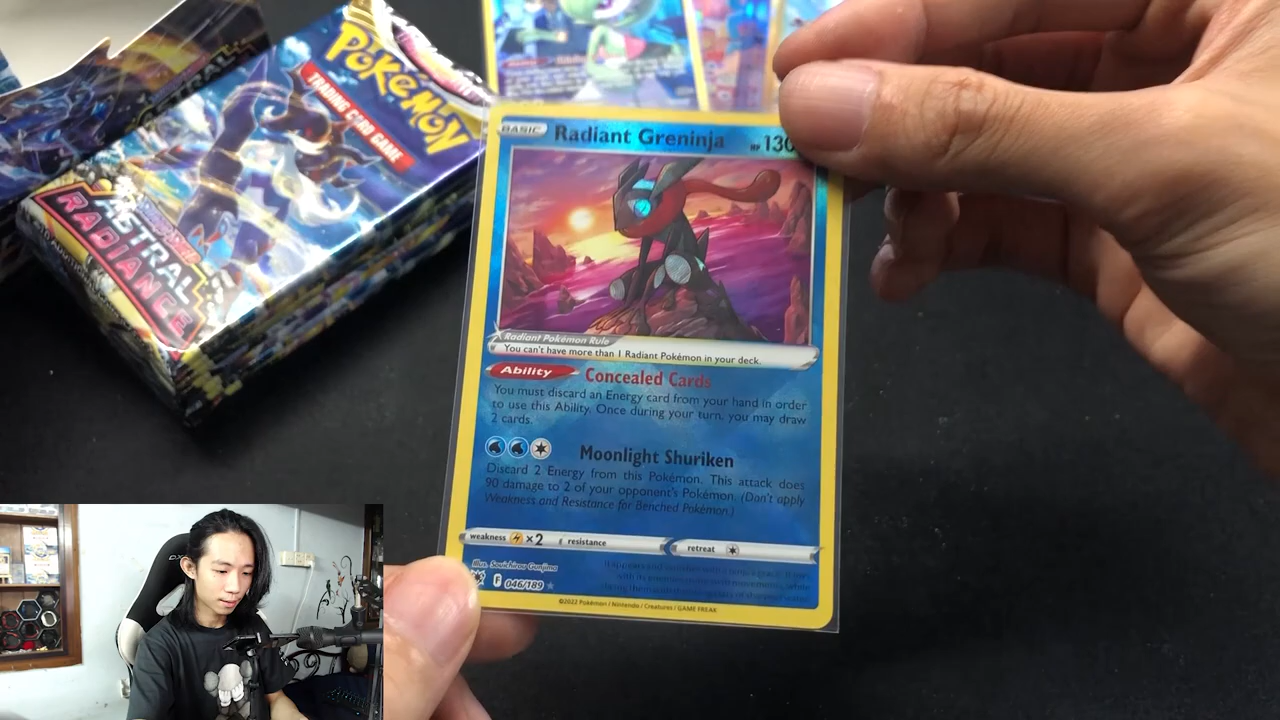 Pokémon
TRADING CARD GAME
ASTRAL
RADIANCE
BASIC
Radiant Greninja
HP 130
Radiant Pokémon Rule
You can't have more than 1 Radiant Pokémon in your deck.
Ability Concealed Cards
You must discard an Energy card from your hand in order
to use this Ability. Once during your turn, you may draw
2 cards.
Moonlight Shuriken
Discard 2 Energy from this Pokémon. This attack does
90 damage to 2 of your opponent's Pokémon. (Don't apply
Weakness and Resistance for Benched Pokémon.)
weakness ×2 resistance retreat
Illus. Souichirou Gunjima
F 046/189
©2022 Pokémon / Nintendo / Creatures / GAME FREAK